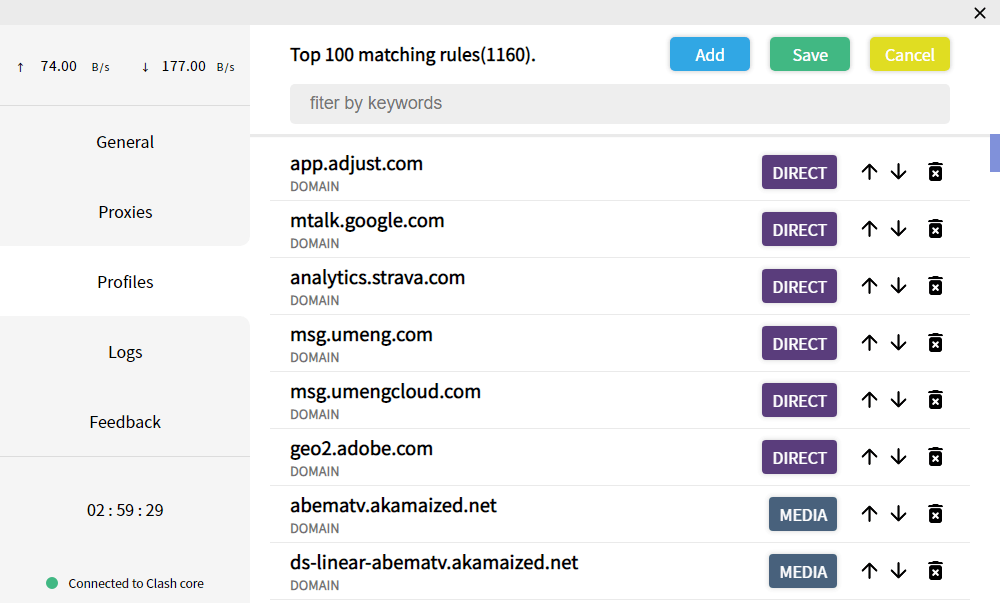 ↑ 74.00 B/s ↓ 177.00 B/s
General
Proxies
Profiles
Logs
Feedback
02 : 59 : 29
Connected to Clash core
Top 100 matching rules(1160).
Add Save Cancel
fiter by keywords
app.adjust.com
DOMAIN
DIRECT
mtalk.google.com
DOMAIN
DIRECT
analytics.strava.com
DOMAIN
DIRECT
msg.umeng.com
DOMAIN
DIRECT
msg.umengcloud.com
DOMAIN
DIRECT
geo2.adobe.com
DOMAIN
DIRECT
abematv.akamaized.net
DOMAIN
MEDIA
ds-linear-abematv.akamaized.net
DOMAIN
MEDIA